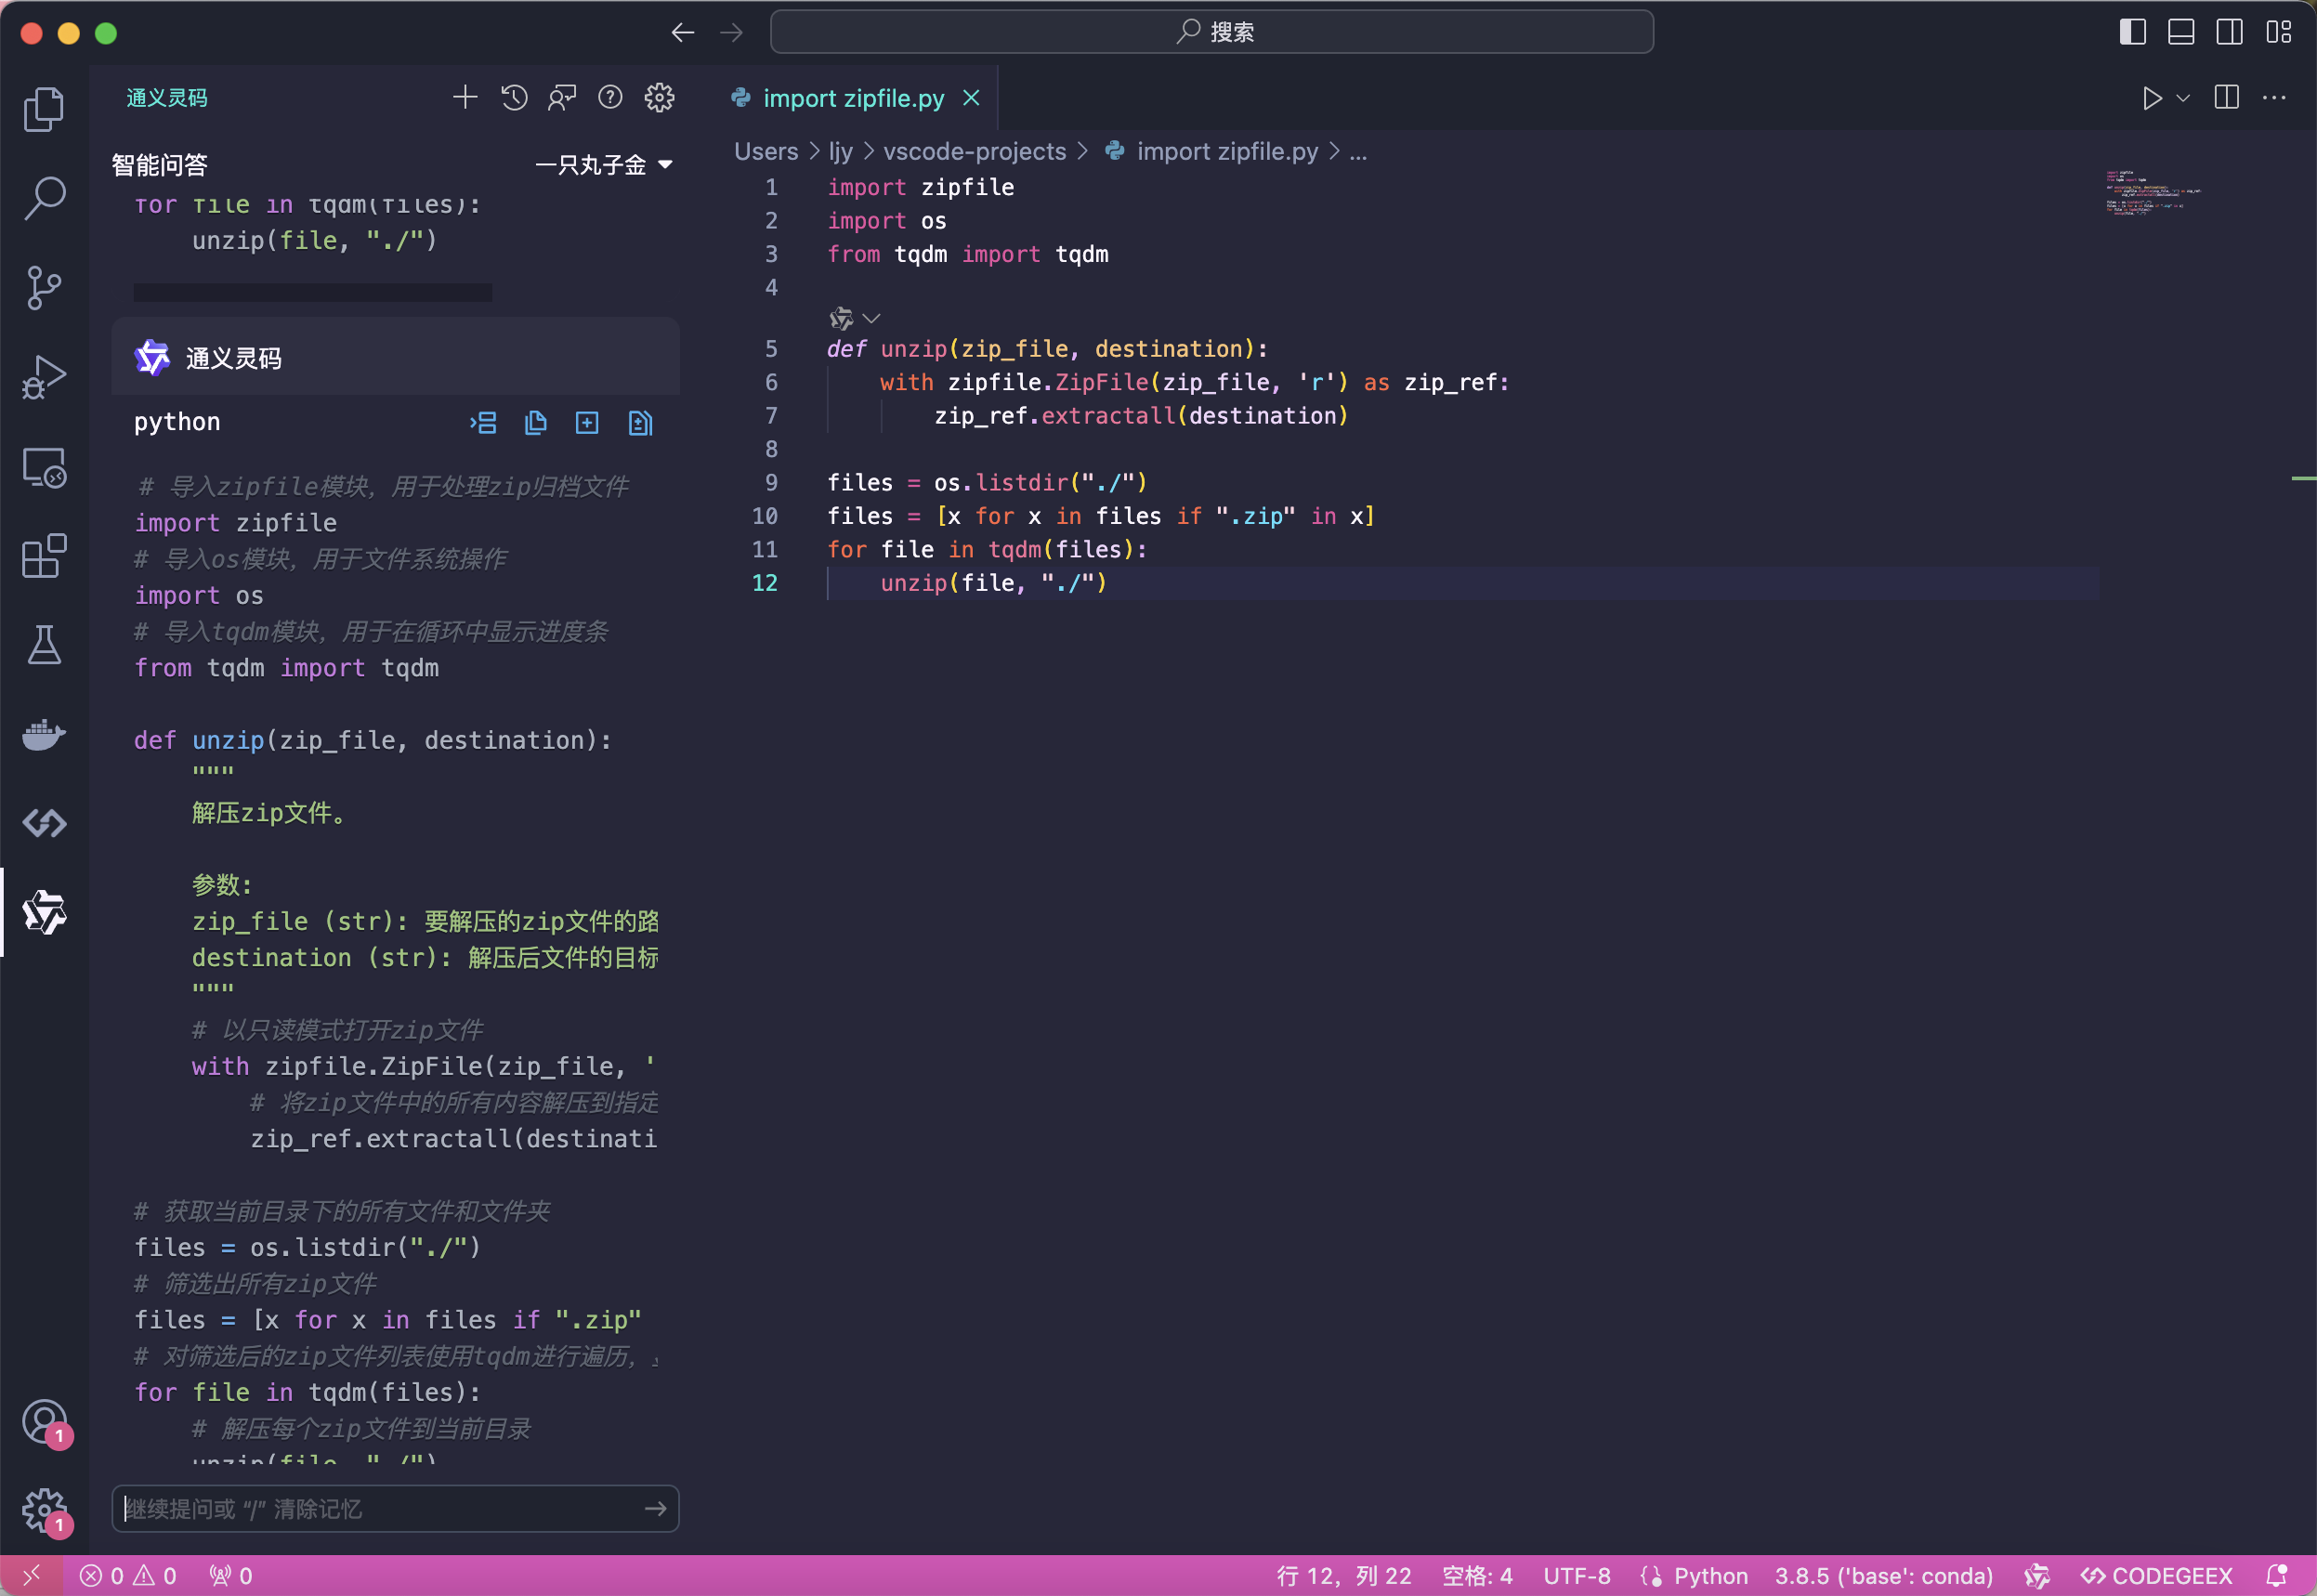 搜索
通义灵码
import zipfile.py
智能问答
一只丸子金
Users > ljy > vscode-projects > import zipfile.py > ...
for file in tqdm(files):
    unzip(file, "./")
通义灵码
python
# 导入zipfile模块，用于处理zip归档文件
import zipfile
# 导入os模块，用于文件系统操作
import os
# 导入tqdm模块，用于在循环中显示进度条
from tqdm import tqdm
def unzip(zip_file, destination):
    """
    解压zip文件。
    参数:
    zip_file (str): 要解压的zip文件的路
    destination (str): 解压后文件的目标
    """
    # 以只读模式打开zip文件
    with zipfile.ZipFile(zip_file, '
        # 将zip文件中的所有内容解压到指定
        zip_ref.extractall(destinati
# 获取当前目录下的所有文件和文件夹
files = os.listdir("./")
# 筛选出所有zip文件
files = [x for x in files if ".zip"
# 对筛选后的zip文件列表使用tqdm进行遍历，
for file in tqdm(files):
    # 解压每个zip文件到当前目录
    unzip(file, "./")
继续提问或 “/” 清除记忆
1 import zipfile
2 import os
3 from tqdm import tqdm
4
5 def unzip(zip_file, destination):
6     with zipfile.ZipFile(zip_file, 'r') as zip_ref:
7         zip_ref.extractall(destination)
8
9 files = os.listdir("./")
10 files = [x for x in files if ".zip" in x]
11 for file in tqdm(files):
12     unzip(file, "./")
1
1
0 0 0
行 12，列 22 空格: 4 UTF-8 Python 3.8.5 ('base': conda) CODEGEEX